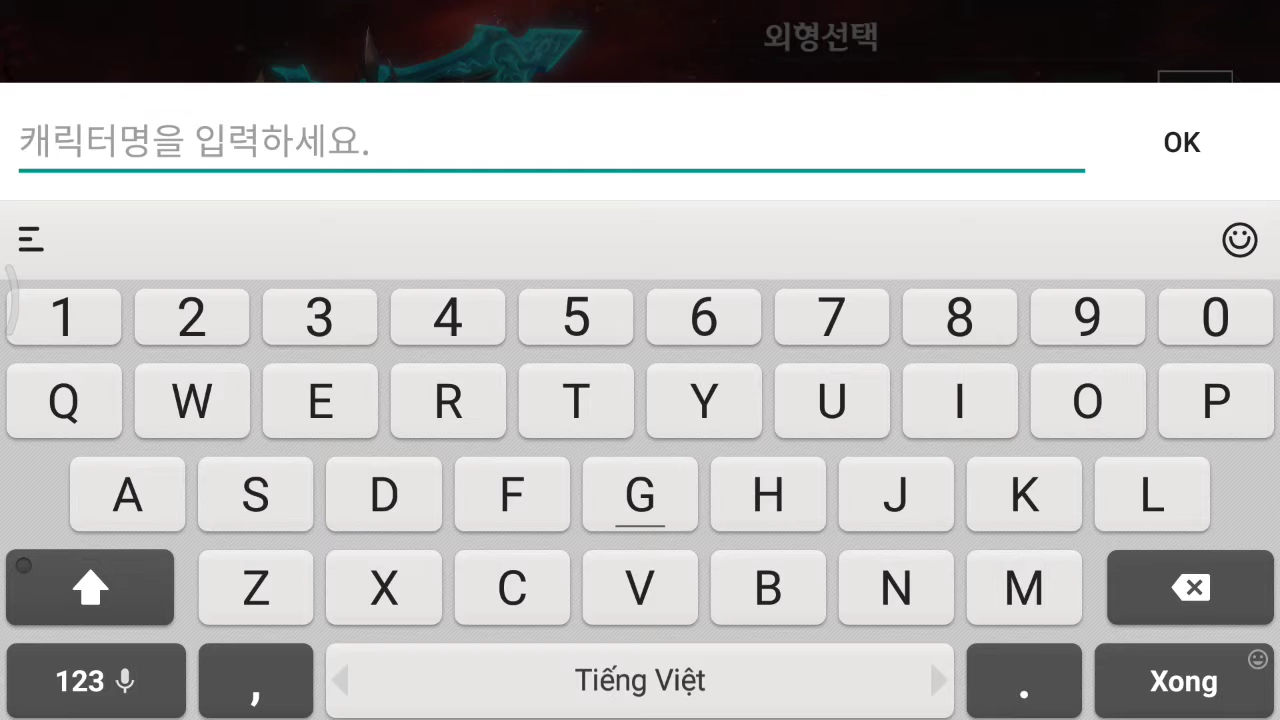 외형선택
캐릭터명을 입력하세요.
OK
1 2 3 4 5 6 7 8 9 0
Q W E R T Y U I O P
A S D F G H J K L
Z X C V B N M
123 , Tiếng Việt . Xong